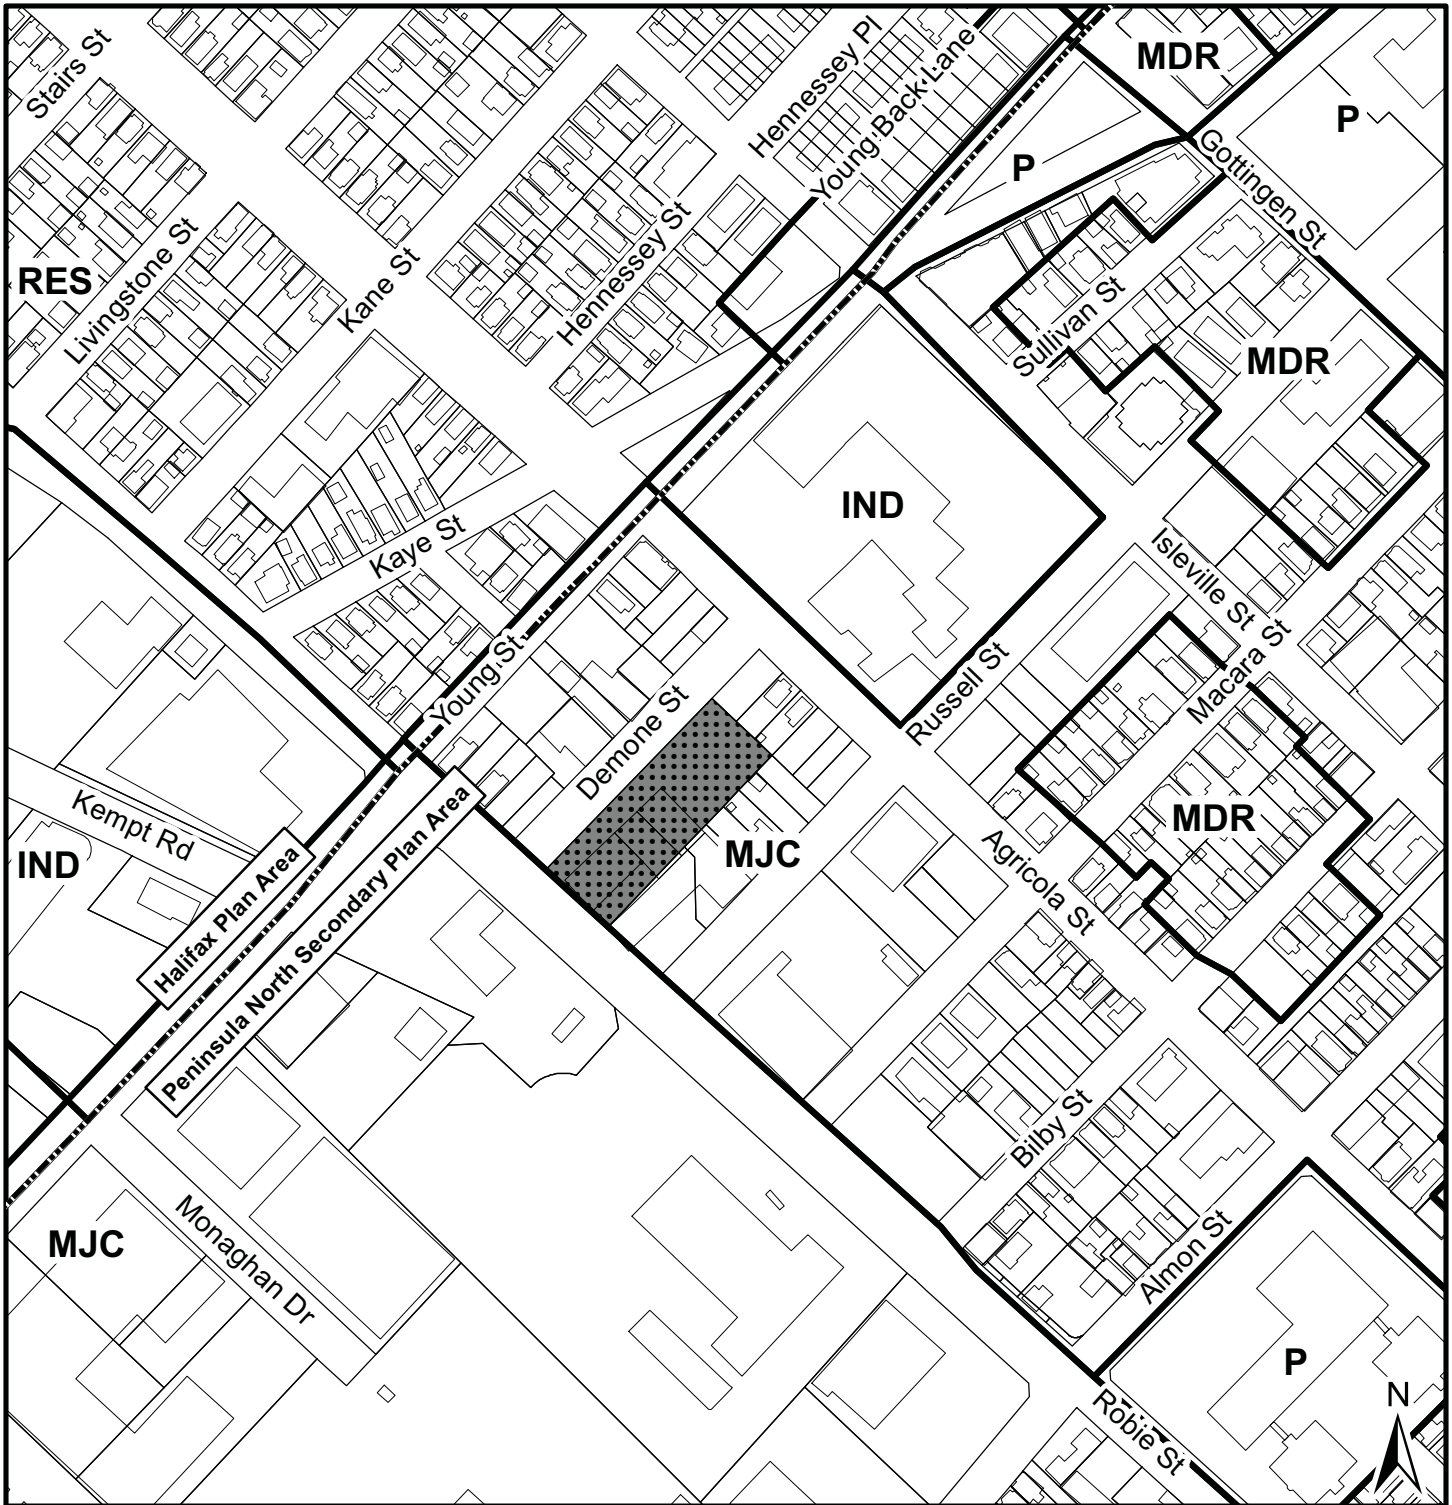 Stairs St
Hennessey Pl
Young Back Lane
MDR
P
P
Gottingen St
RES
Livingstone St
Kane St
Hennessey St
Sullivan St
MDR
IND
Kaye St
Isleville St
Macara St
Young St
Russell St
Demone St
MDR
MJC
Kempt Rd
IND
Agricola St
Halifax Plan Area
Peninsula North Secondary Plan Area
Bilby St
MJC
Monaghan Dr
Almon St
P
Robie St
N